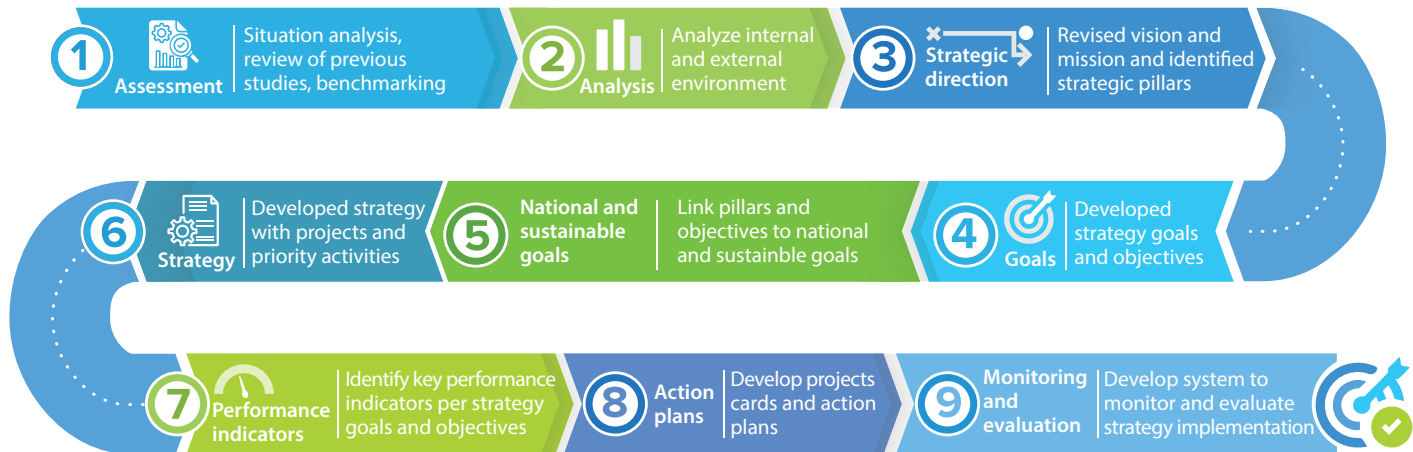 1
Assessment
Situation analysis,
review of previous
studies, benchmarking
2
Analysis
Analyze internal
and external
environment
3
Strategic
direction
Revised vision and
mission and identified
strategic pillars
4
Goals
Developed
strategy goals
and objectives
5
National and
sustainable
goals
Link pillars and
objectives to national
and sustainble goals
6
Strategy
Developed strategy
with projects and
priority activities
7
Performance
indicators
Identify key performance
indicators per strategy
goals and objectives
8
Action
plans
Develop projects
cards and action
plans
9
Monitoring
and
evaluation
Develop system to
monitor and evaluate
strategy implementation